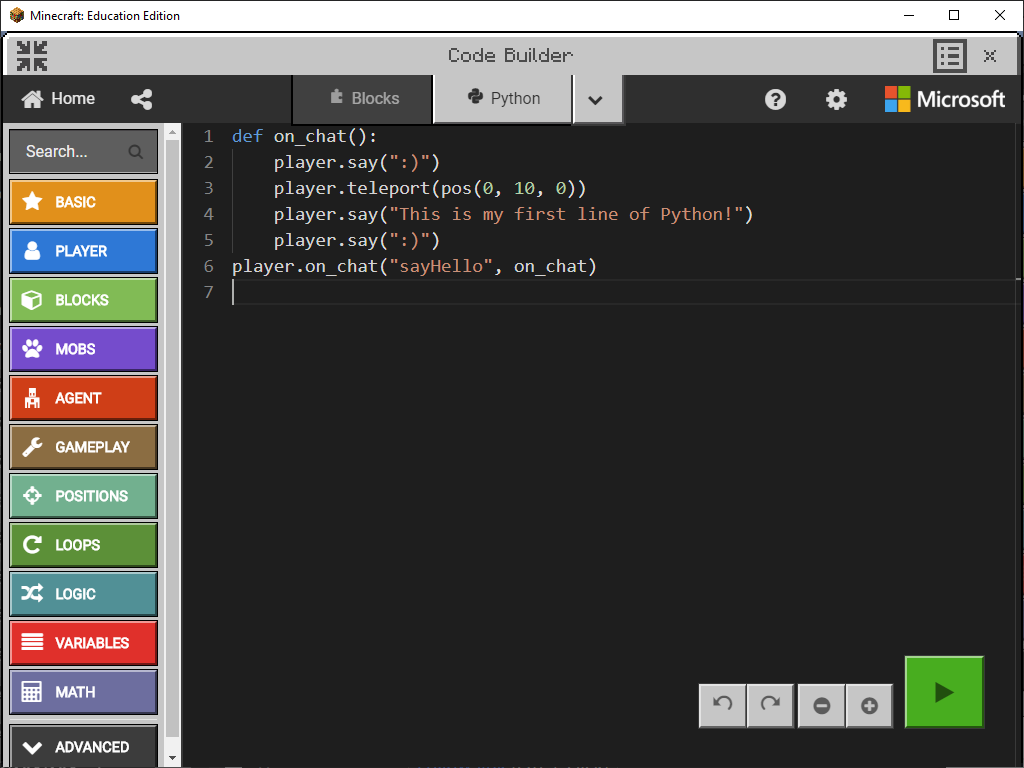 Minecraft: Education Edition
Code Builder
Home
Blocks
Python
Microsoft
Search...
BASIC
PLAYER
BLOCKS
MOBS
AGENT
GAMEPLAY
POSITIONS
LOOPS
LOGIC
VARIABLES
MATH
ADVANCED
1 def on_chat():
2     player.say(":)")
3     player.teleport(pos(0, 10, 0))
4     player.say("This is my first line of Python!")
5     player.say(":)")
6 player.on_chat("sayHello", on_chat)
7